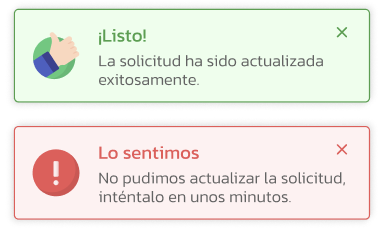 ¡Listo!
La solicitud ha sido actualizada
exitosamente.
Lo sentimos
No pudimos actualizar la solicitud,
inténtalo en unos minutos.